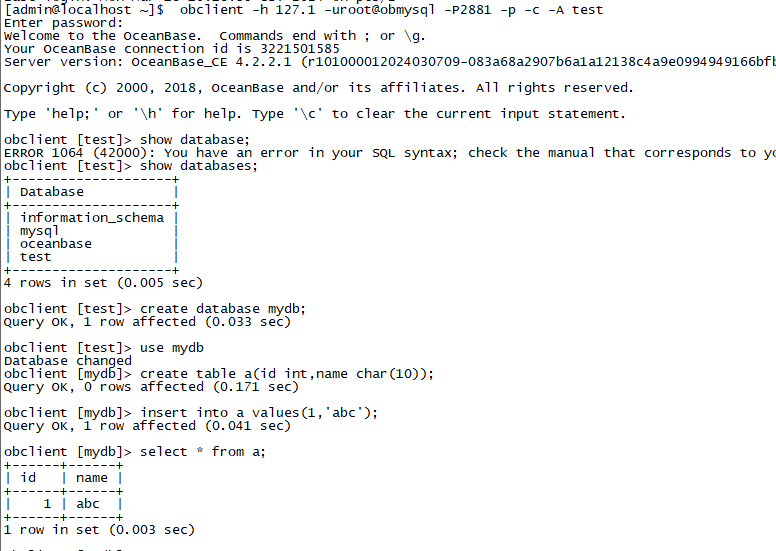 [admin@localhost ~]$ obclient -h 127.1 -uroot@obmysql -P2881 -p -c -A test
Enter password:
Welcome to the OceanBase.  Commands end with ; or \g.
Your OceanBase connection id is 3221501585
Server version: OceanBase_CE 4.2.2.1 (r101000012024030709-083a68a2907b6a1a12138c4a9e0994949166bfb

Copyright (c) 2000, 2018, OceanBase and/or its affiliates. All rights reserved.

Type 'help;' or '\h' for help. Type '\c' to clear the current input statement.

obclient [test]> show database;
ERROR 1064 (42000): You have an error in your SQL syntax; check the manual that corresponds to yo
obclient [test]> show databases;
+--------------------+
| Database           |
+--------------------+
| information_schema |
| mysql              |
| oceanbase          |
| test               |
+--------------------+
4 rows in set (0.005 sec)

obclient [test]> create database mydb;
Query OK, 1 row affected (0.033 sec)

obclient [test]> use mydb
Database changed
obclient [mydb]> create table a(id int,name char(10));
Query OK, 0 rows affected (0.171 sec)

obclient [mydb]> insert into a values(1,'abc');
Query OK, 1 row affected (0.041 sec)

obclient [mydb]> select * from a;
+------+------+
| id   | name |
+------+------+
|    1 | abc  |
+------+------+
1 row in set (0.003 sec)